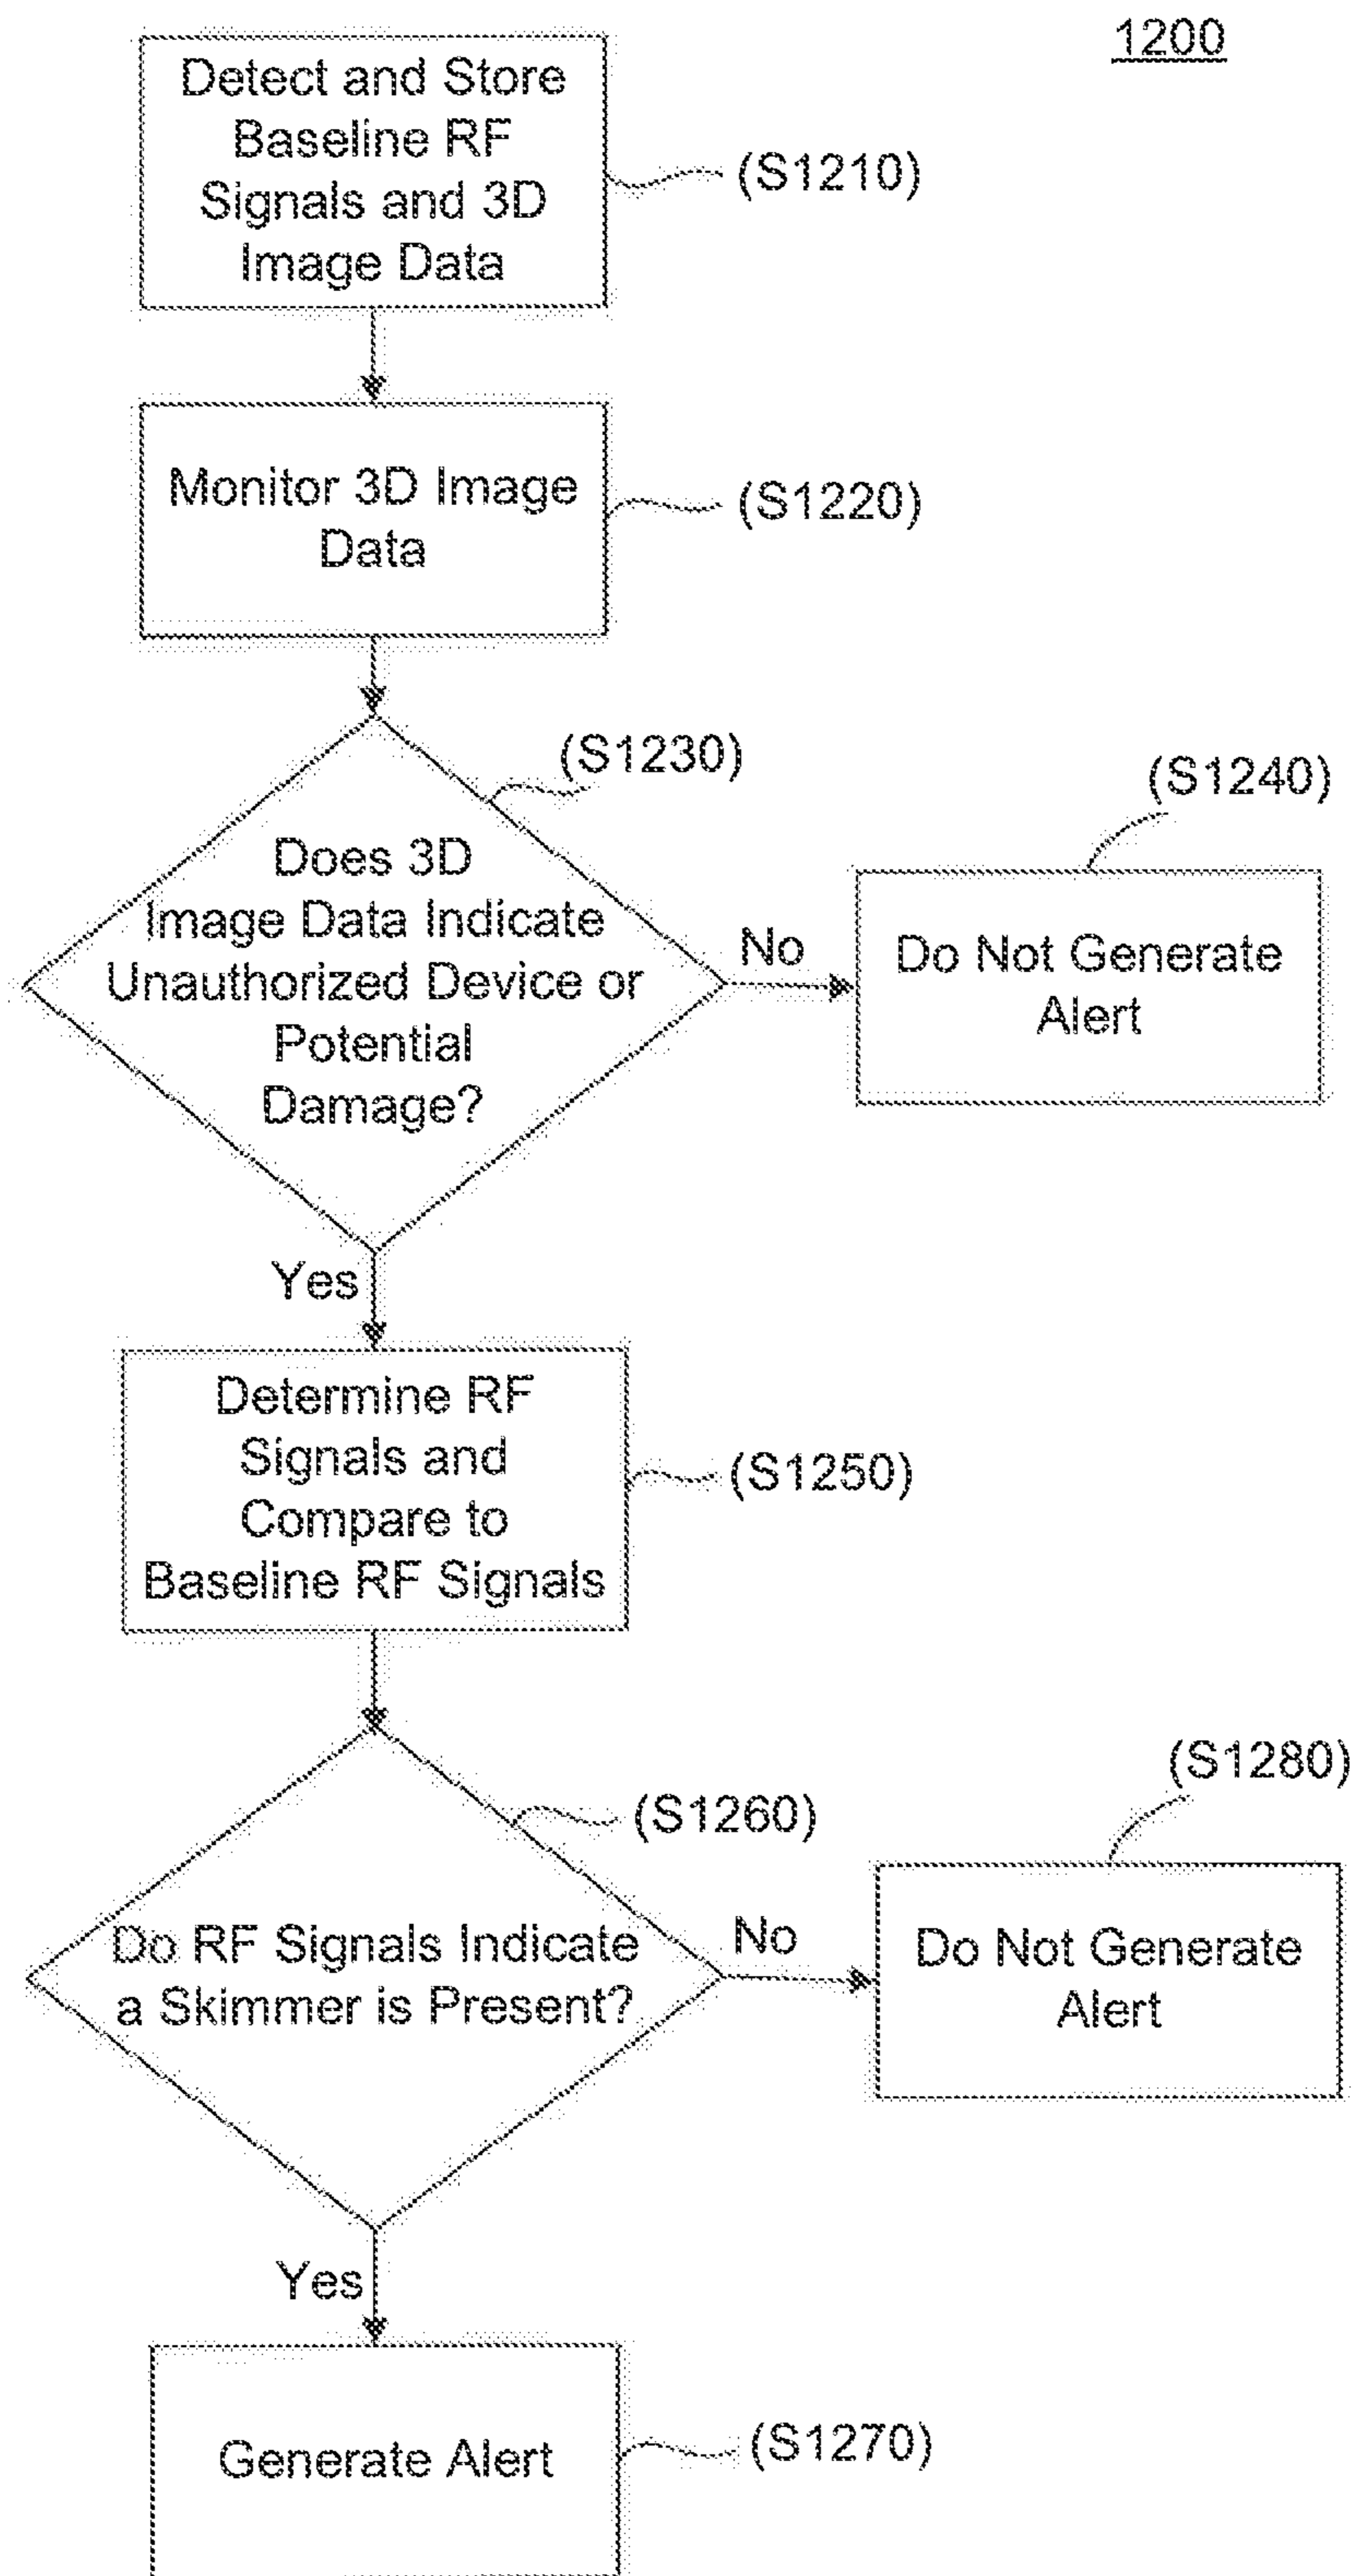 1200
Detect and Store
Baseline RF
Signals and 3D
Image Data
(S1210)
Monitor 3D Image
Data
(S1220)
(S1230)
Does 3D
Image Data Indicate
Unauthorized Device or
Potential
Damage?
No
(S1240)
Do Not Generate
Alert
Yes
Determine RF
Signals and
Compare to
Baseline RF Signals
(S1250)
(S1260)
Do RF Signals Indicate
a Skimmer is Present?
No
(S1280)
Do Not Generate
Alert
Yes
Generate Alert
(S1270)